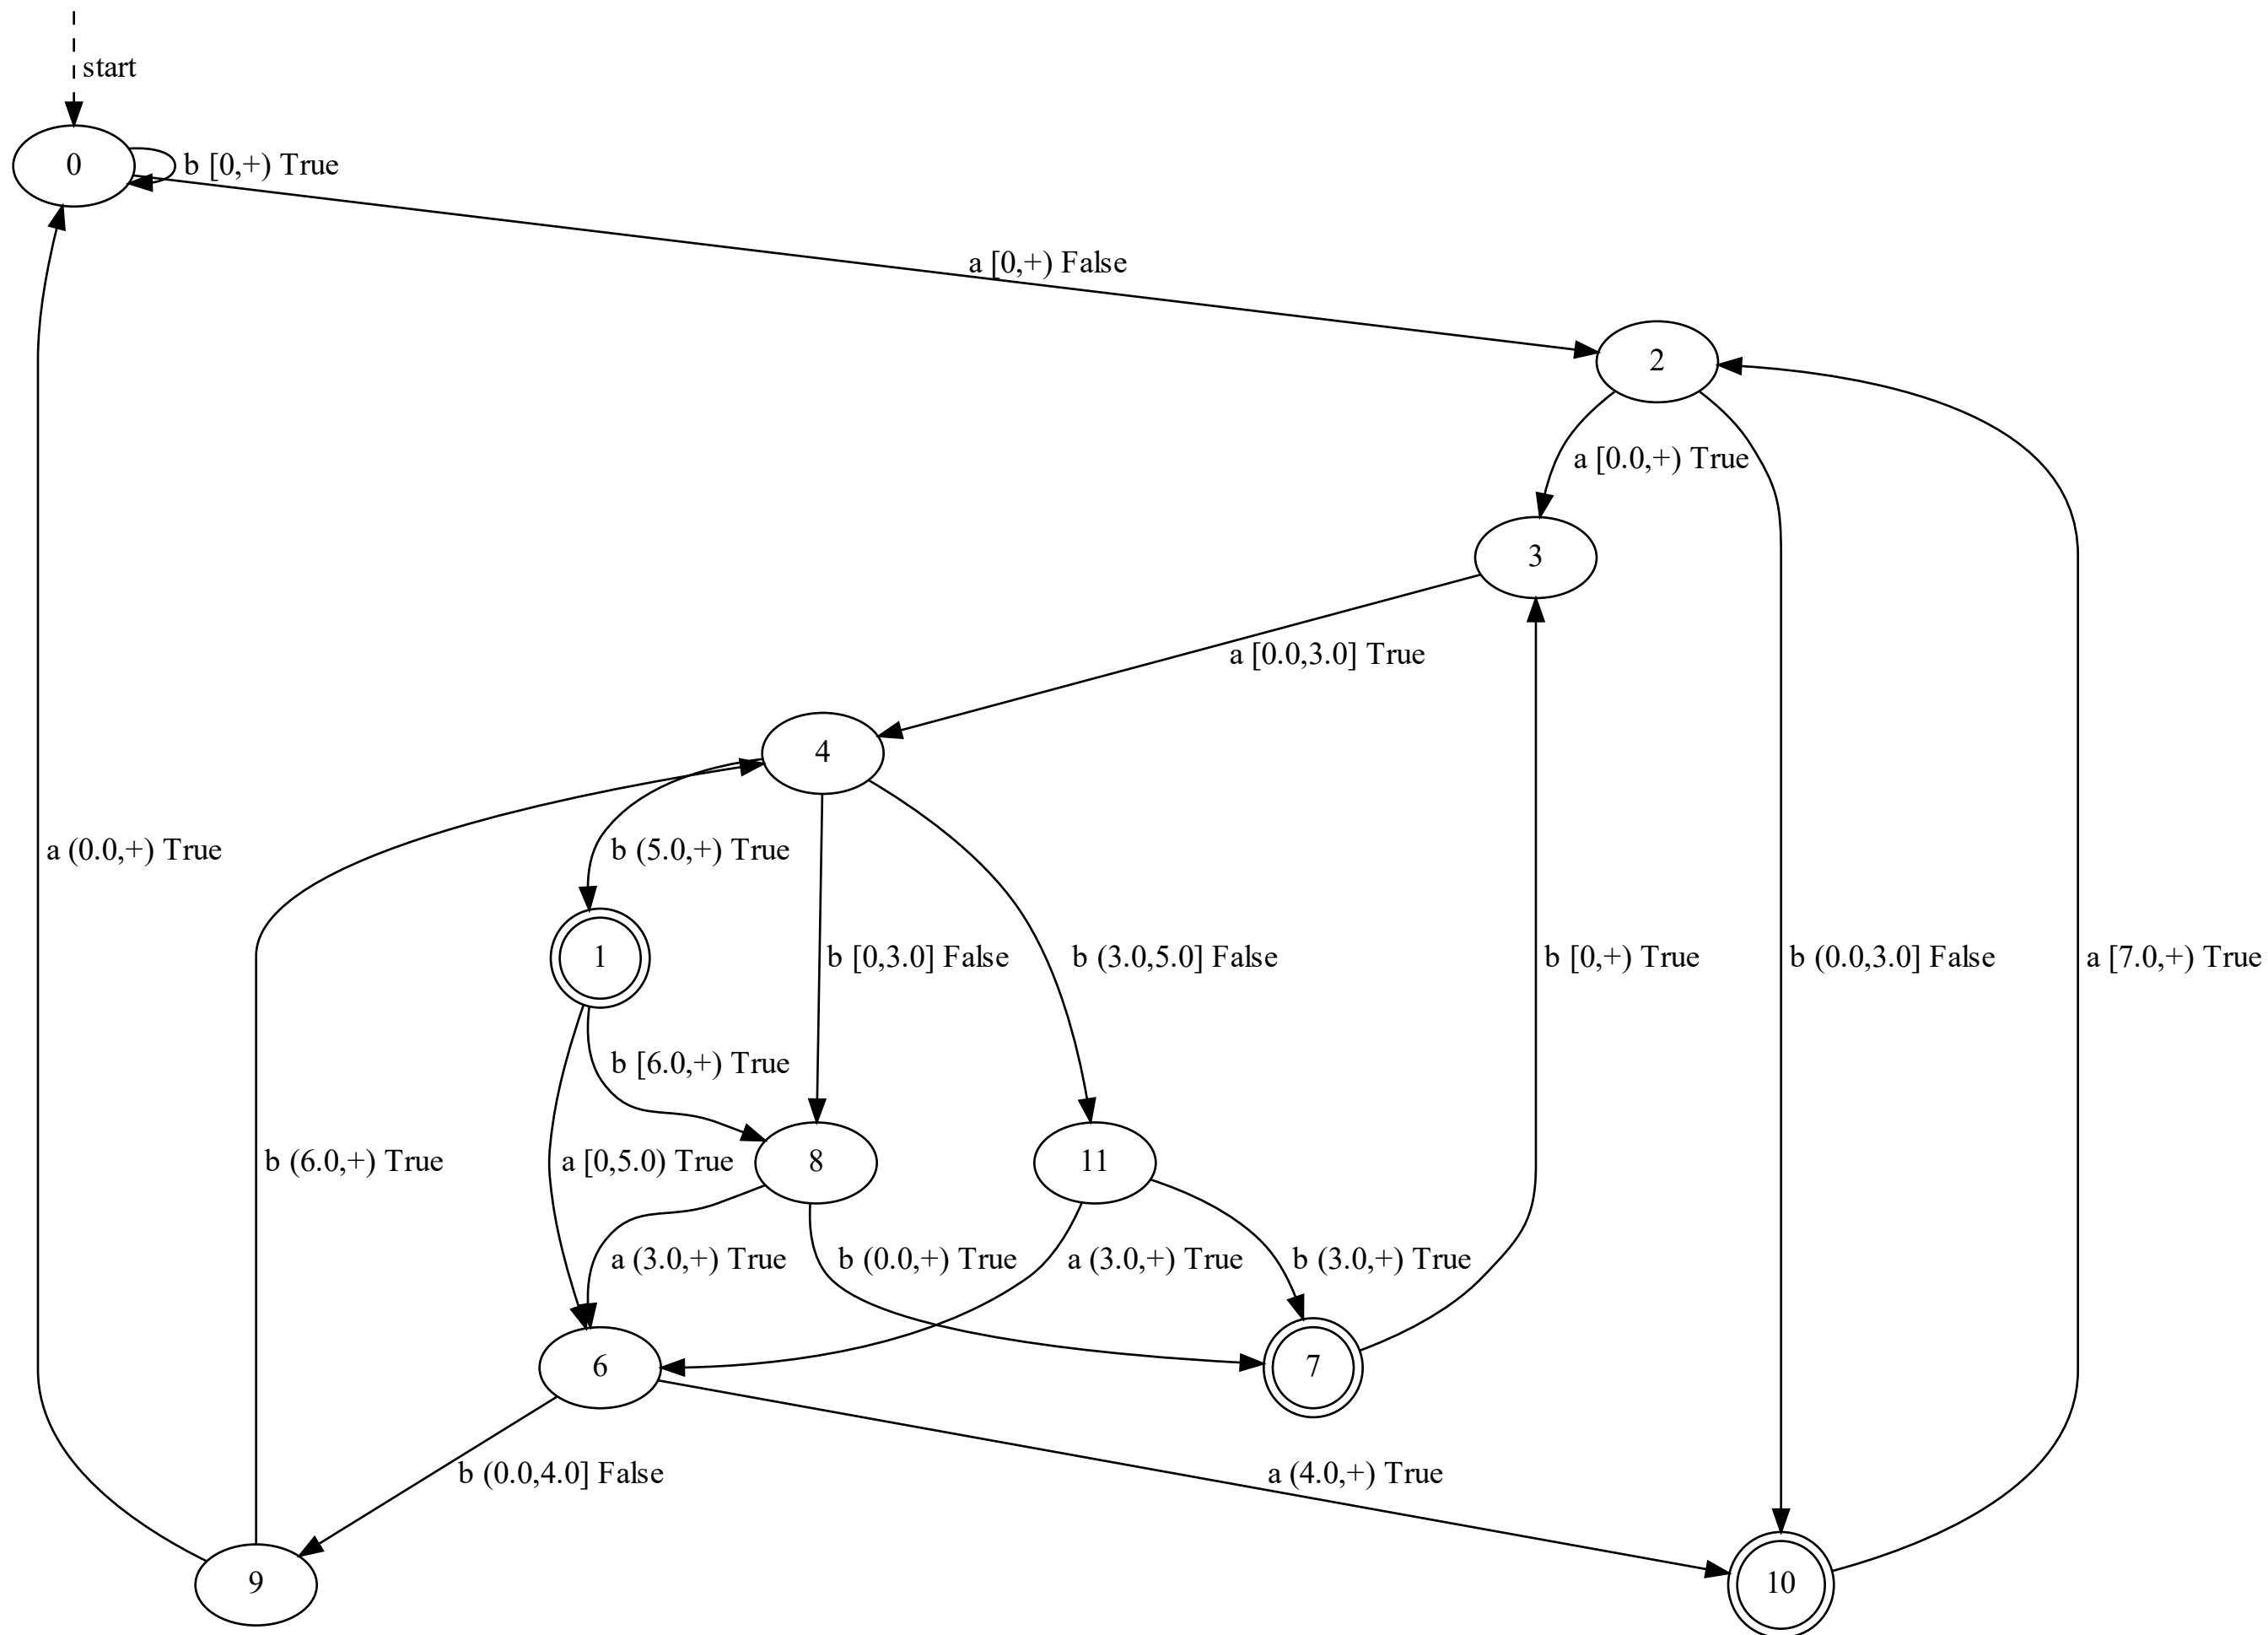 start
0
b [0,+) True
a [0,+) False
2
a [0.0,+) True
3
a [0.0,3.0] True
4
a (0.0,+) True
b (5.0,+) True
1
b [0,3.0] False
b (3.0,5.0] False
b [0,+) True
b (0.0,3.0] False
a [7.0,+) True
b [6.0,+) True
b (6.0,+) True
a [0,5.0) True
8
11
a (3.0,+) True
b (0.0,+) True
a (3.0,+) True
b (3.0,+) True
6
7
b (0.0,4.0] False
a (4.0,+) True
9
10